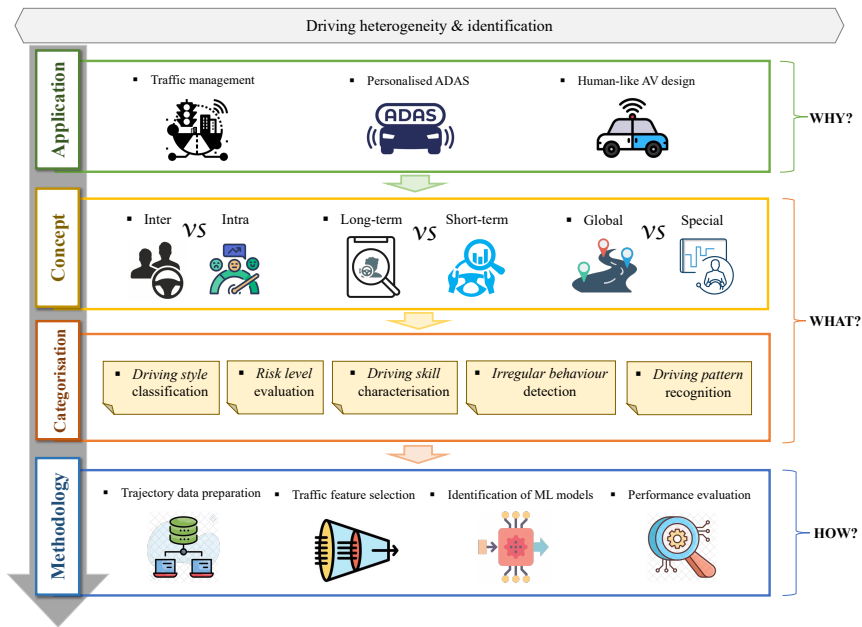 Driving heterogeneity & identification
Application
▪ Traffic management
▪ Personalised ADAS
▪ Human-like AV design
ADAS
WHY?
Concept
▪ Inter vs Intra
▪ Long-term vs Short-term
▪ Global vs Special
WHAT?
Categorisation
▪ Driving style
classification
▪ Risk level
evaluation
▪ Driving skill
characterisation
▪ Irregular behaviour
detection
▪ Driving pattern
recognition
Methodology
▪ Trajectory data preparation
▪ Traffic feature selection
▪ Identification of ML models
▪ Performance evaluation
HOW?